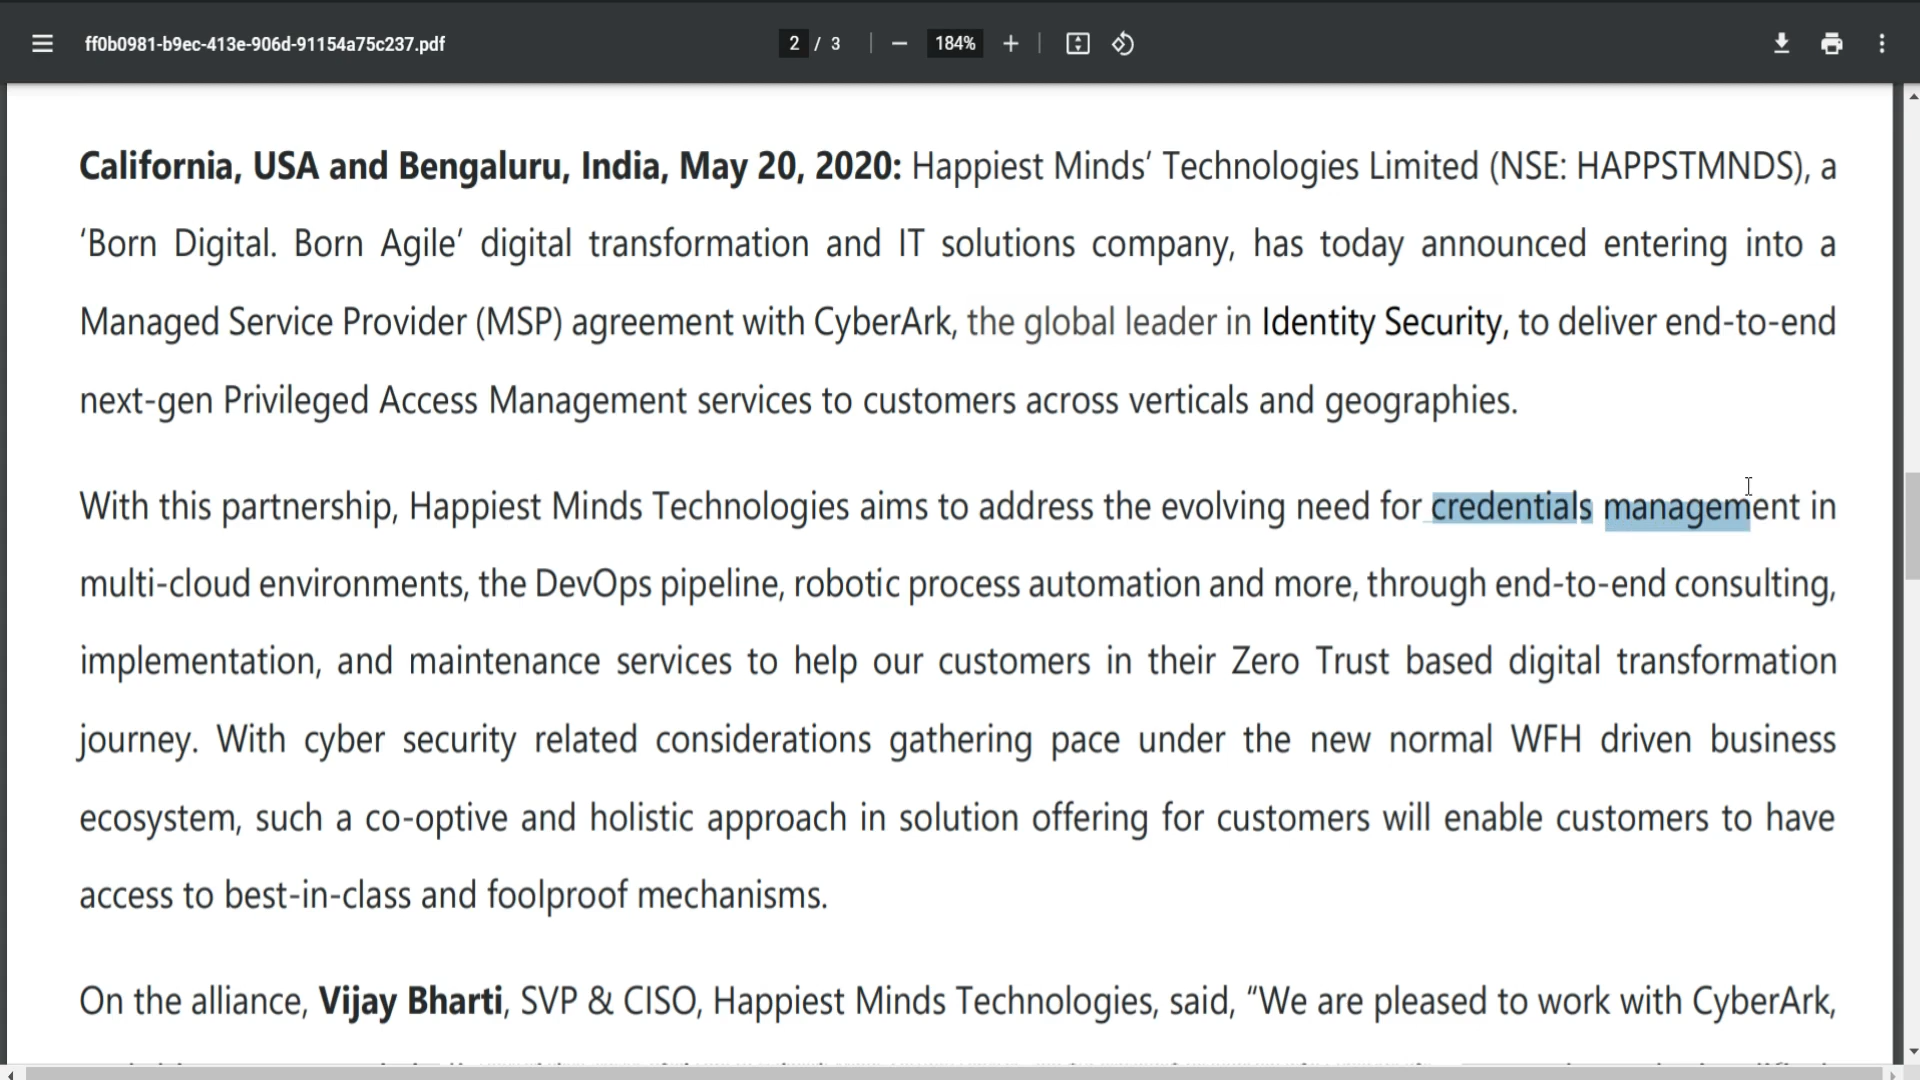 ff0b0981-b9ec-413e-906d-91154a75c237.pdf
2 / 3
184%
California, USA and Bengaluru, India, May 20, 2020: Happiest Minds’ Technologies Limited (NSE: HAPPSTMNDS), a
‘Born Digital. Born Agile’ digital transformation and IT solutions company, has today announced entering into a
Managed Service Provider (MSP) agreement with CyberArk, the global leader in Identity Security, to deliver end-to-end
next-gen Privileged Access Management services to customers across verticals and geographies.
With this partnership, Happiest Minds Technologies aims to address the evolving need for credentials management in
multi-cloud environments, the DevOps pipeline, robotic process automation and more, through end-to-end consulting,
implementation, and maintenance services to help our customers in their Zero Trust based digital transformation
journey. With cyber security related considerations gathering pace under the new normal WFH driven business
ecosystem, such a co-optive and holistic approach in solution offering for customers will enable customers to have
access to best-in-class and foolproof mechanisms.
On the alliance, Vijay Bharti, SVP & CISO, Happiest Minds Technologies, said, “We are pleased to work with CyberArk,